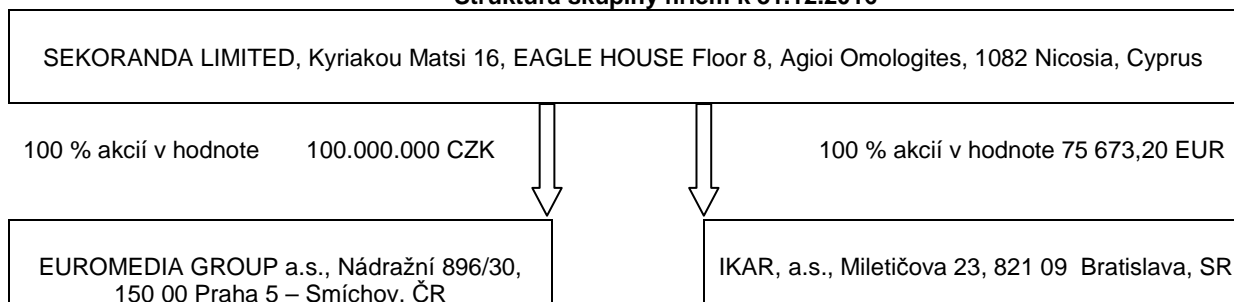 SEKORANDA LIMITED, Kyriakou Matsi 16, EAGLE HOUSE Floor 8, Agioi Omologites, 1082 Nicosia, Cyprus
100 % akcií v hodnote 100.000.000 CZK
100 % akcií v hodnote 75 673,20 EUR
EUROMEDIA GROUP a.s., Nádražní 896/30,
150 00 Praha 5 – Smíchov, ČR
IKAR, a.s., Miletičova 23, 821 09 Bratislava, SR